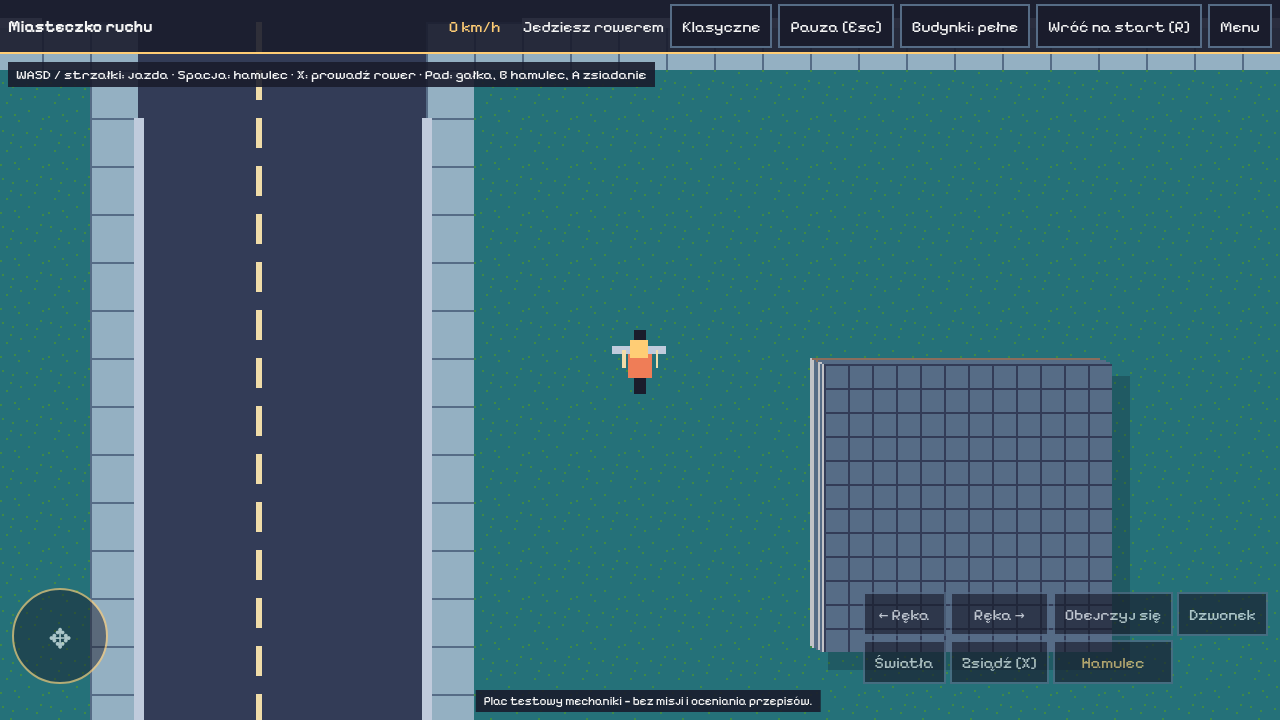 Miasteczko ruchu
0 km/h
Jedziesz rowerem
Klasyczne
Pauza (Esc)
Budynki: pełne
Wróć na start (R)
Menu
WASD / strzałki: jazda · Spacja: hamulec · X: prowadź rower · Pad: gałka, B hamulec, A zsiadanie
← Ręka
Ręka →
Obejrzyj się
Dzwonek
Światła
Zsiądź (X)
Hamulec
Plac testowy mechaniki – bez misji i oceniania przepisów.